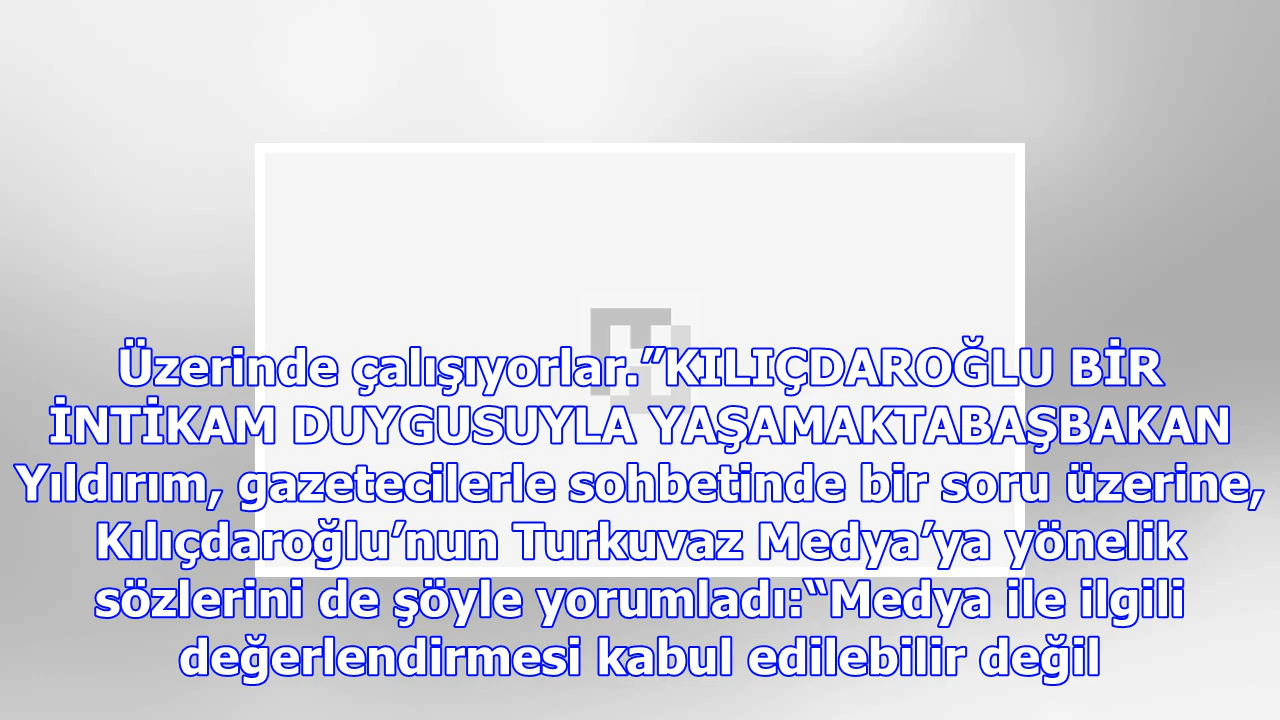 Üzerinde çalışıyorlar.”KILIÇDAROĞLU BİR
İNTİKAM DUYGUSUYLA YAŞAMAKTABAŞBAKAN
Yıldırım, gazetecilerle sohbetinde bir soru üzerine,
Kılıçdaroğlu’nun Turkuvaz Medya’ya yönelik
sözlerini de şöyle yorumladı:“Medya ile ilgili
değerlendirmesi kabul edilebilir değil